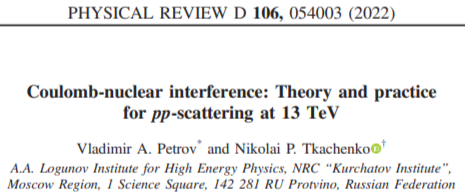 PHYSICAL REVIEW D 106, 054003 (2022)
Coulomb-nuclear interference: Theory and practice
for pp-scattering at 13 TeV
Vladimir A. Petrov* and Nikolai P. Tkachenko†
A.A. Logunov Institute for High Energy Physics, NRC “Kurchatov Institute”,
Moscow Region, 1 Science Square, 142 281 RU Protvino, Russian Federation